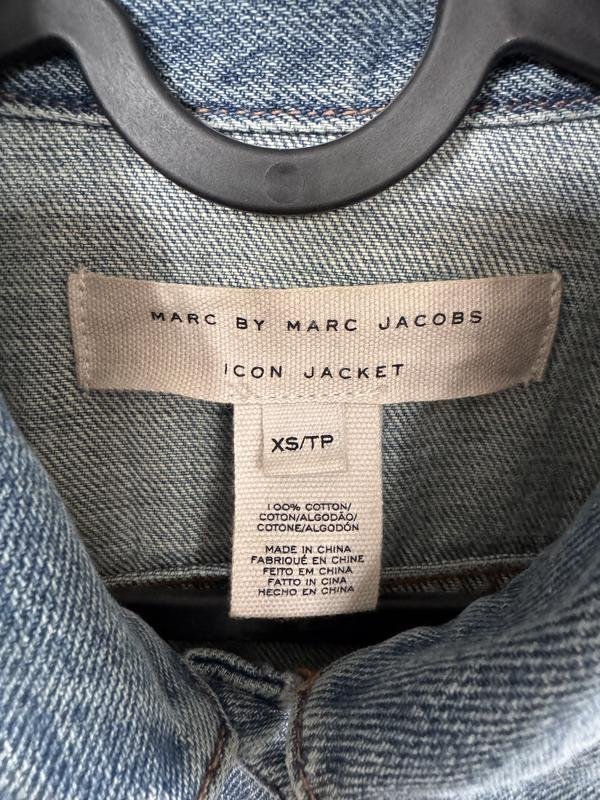 MARC BY MARC JACOBS
ICON JACKET
XS/TP
100% COTTON/
COTON/ALGODÃO/
COTONE/ALGODÓN
MADE IN CHINA
FABRIQUÉ EN CHINE
FEITO EM CHINA
FATTO IN CINA
HECHO EN CHINA